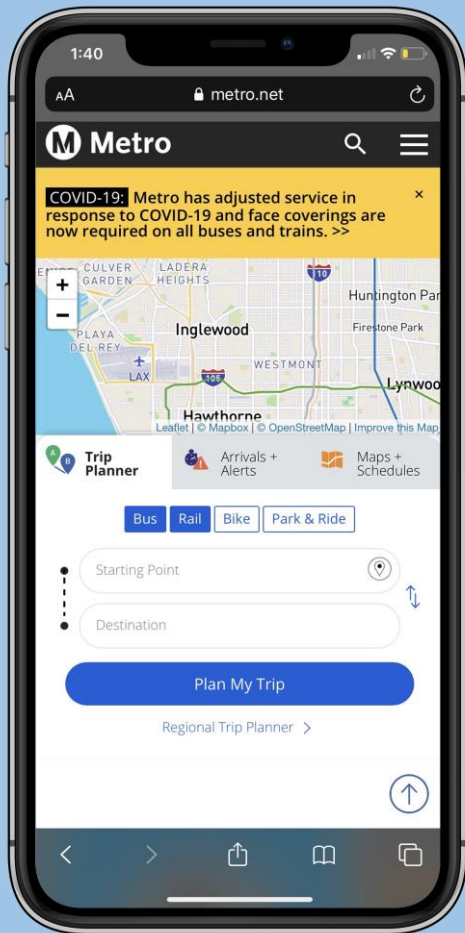 1:40
AA
metro.net
M Metro
COVID-19: Metro has adjusted service in
response to COVID-19 and face coverings are
now required on all buses and trains. >>
×
CULVER
GARDEN
LADERA
HEIGHTS
110
+
−
Huntington Par
Inglewood
Firestone Park
PLAYA
DEL REY
WESTMONT
LAX
105
Lynwoo
Hawthorne
Leaflet | © Mapbox | © OpenStreetMap | Improve this Map
A
B
Trip
Planner
Arrivals +
Alerts
Maps +
Schedules
Bus
Rail
Bike
Park & Ride
Starting Point
Destination
Plan My Trip
Regional Trip Planner >